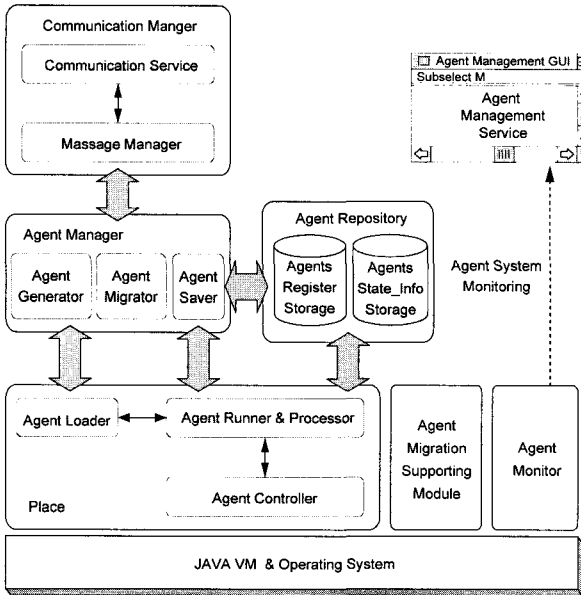 Communication Manger
Communication Service
Massage Manager
Agent Management GUI
Subselect M
Agent
Management
Service
Agent Manager
Agent
Generator
Agent
Migrator
Agent
Saver
Agent Repository
Agents
Register
Storage
Agents
State_Info
Storage
Agent System
Monitoring
Agent Loader
Agent Runner & Processor
Agent Controller
Place
Agent
Migration
Supporting
Module
Agent
Monitor
JAVA VM & Operating System